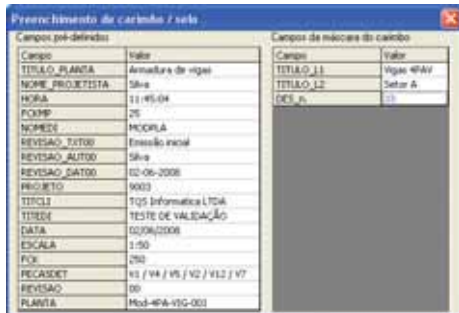 Preenchimento de carimbo / selo
Campos pré-definidos
Campo Valor
TITULO_PLANTA Armadura de vigas
NOME_PROJETISTA Silva
HORA 11:45:04
FCKMP 25
NOMEDI MODPLA
REVISAO_TXT00 Emissão inicial
REVISAO_AUT00 Silva
REVISAO_DAT00 02-06-2008
PROJETO 9003
TITCLI TQS Informatica LTDA
TITEDI TESTE DE VALIDAÇÃO
DATA 02/06/2008
ESCALA 1:50
FCK 250
PECASDET V1 / V4 / V5 / V2 / V12 / V7
REVISAO 00
PLANTA Mod-4PA-VIG-001
Campos da máscara do carimbo
Campo Valor
TITULO_L1 Vigas 4PAV
TITULO_L2 Setor A
DES_n.